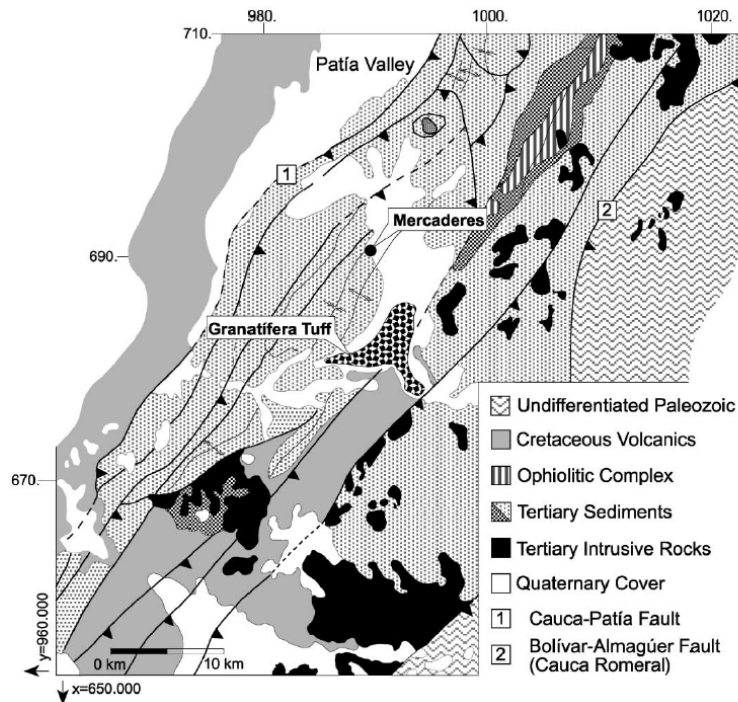 980.
1000.
1020.
710.
Patía Valley
1
2
Mercaderes
690.
Granatífera Tuff
670.
Undifferentiated Paleozoic
Cretaceous Volcanics
Ophiolitic Complex
Tertiary Sediments
Tertiary Intrusive Rocks
Quaternary Cover
1 Cauca-Patía Fault
2 Bolívar-Almagúer Fault
(Cauca Romeral)
y=960.000
0 km
10 km
x=650.000